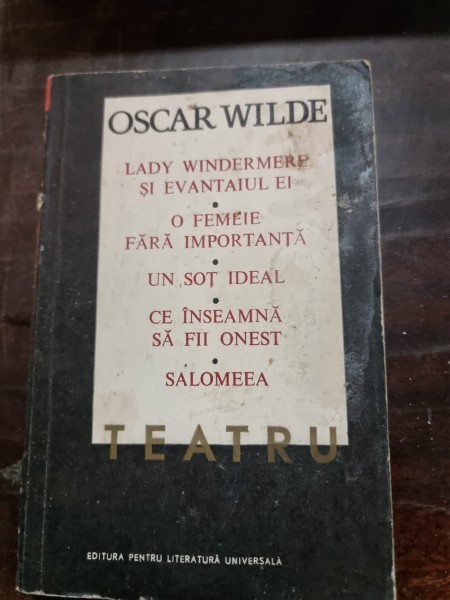 OSCAR WILDE
LADY WINDERMERE
ȘI EVANTAIUL EI
•
O FEMEIE
FĂRĂ IMPORTANȚĂ
•
UN SOȚ IDEAL
•
CE ÎNSEAMNĂ
SĂ FII ONEST
•
SALOMEEA
TEATRU
EDITURA PENTRU LITERATURĂ UNIVERSALĂ